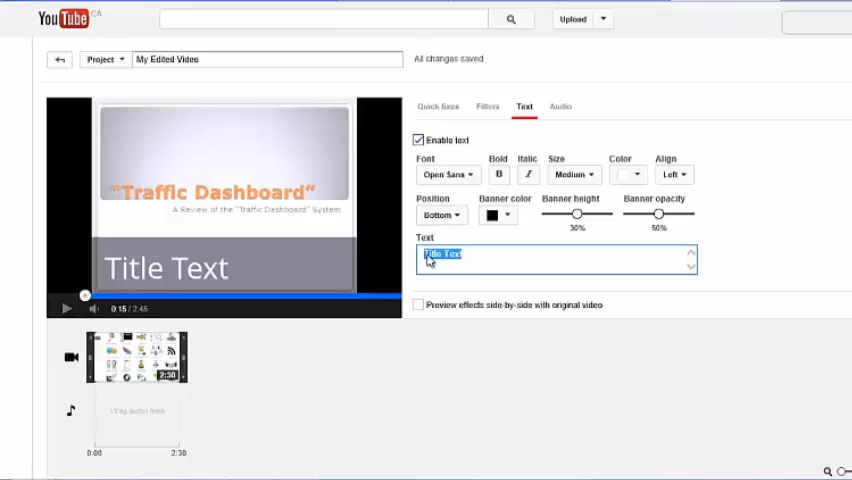 YouTube CA
Upload
Project
My Edited Video
All changes saved.
Quick fixes
Filters
Text
Audio
Enable text
Font
Bold
Italic
Size
Color
Align
Open Sans
B
I
Medium
Left
Position
Banner color
Banner height
Banner opacity
Bottom
30%
50%
Text
Title Text
Preview effects side-by-side with original video
"Traffic Dashboard"
A Review of the "Traffic Dashboard" System
Title Text
0:15 / 2:45
2:30
0:00
2:30